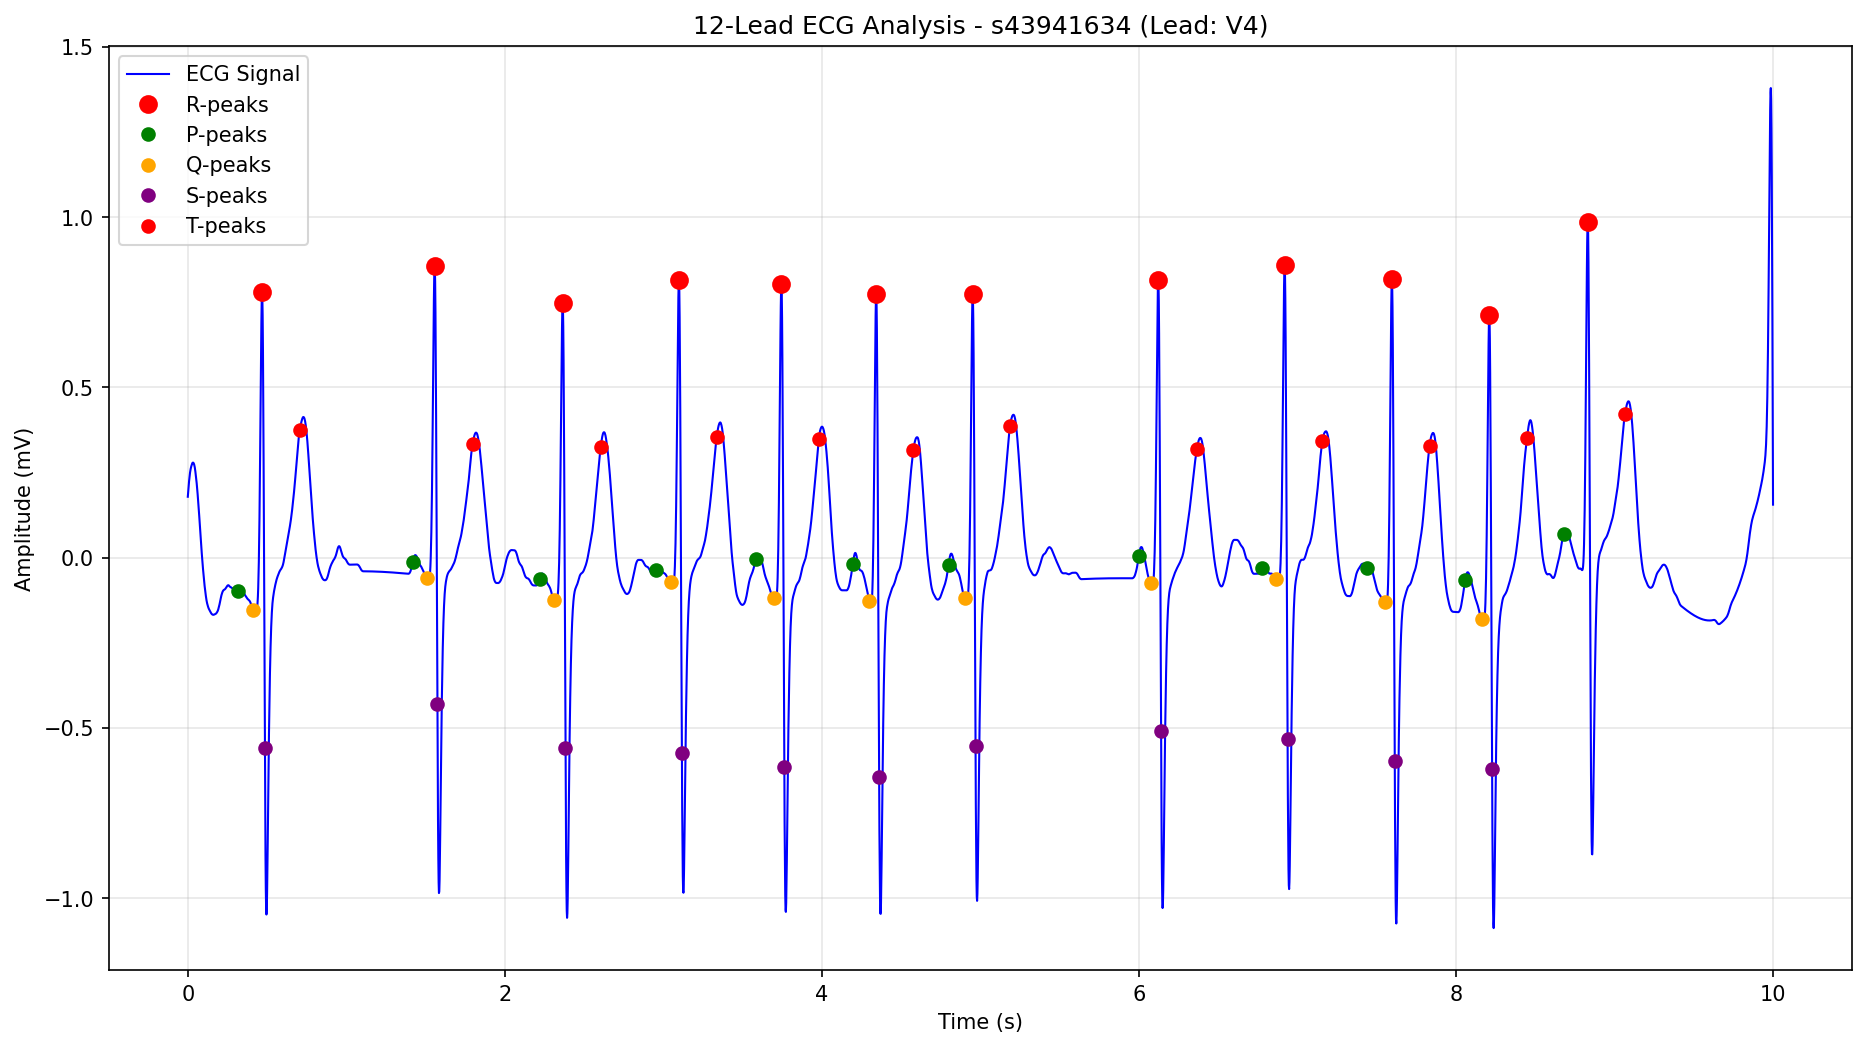 12-Lead ECG Analysis - s43941634 (Lead: V4)
ECG Signal
R-peaks
P-peaks
Q-peaks
S-peaks
T-peaks
Amplitude (mV)
1.5
1.0
0.5
0.0
−0.5
−1.0
0 2 4 6 8 10
Time (s)